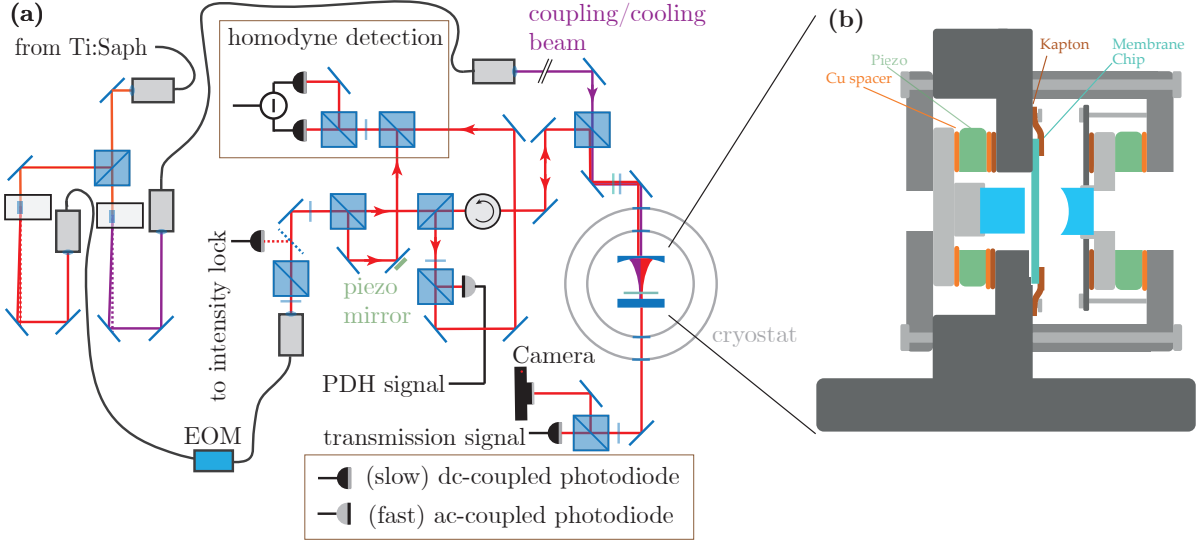 (a)
from Ti:Saph
homodyne detection
coupling/cooling
beam
to intensity lock
piezo
mirror
PDH signal
EOM
cryostat
Camera
transmission signal
(slow) dc-coupled photodiode
(fast) ac-coupled photodiode
(b)
Kapton
Membrane
Chip
Piezo
Cu spacer